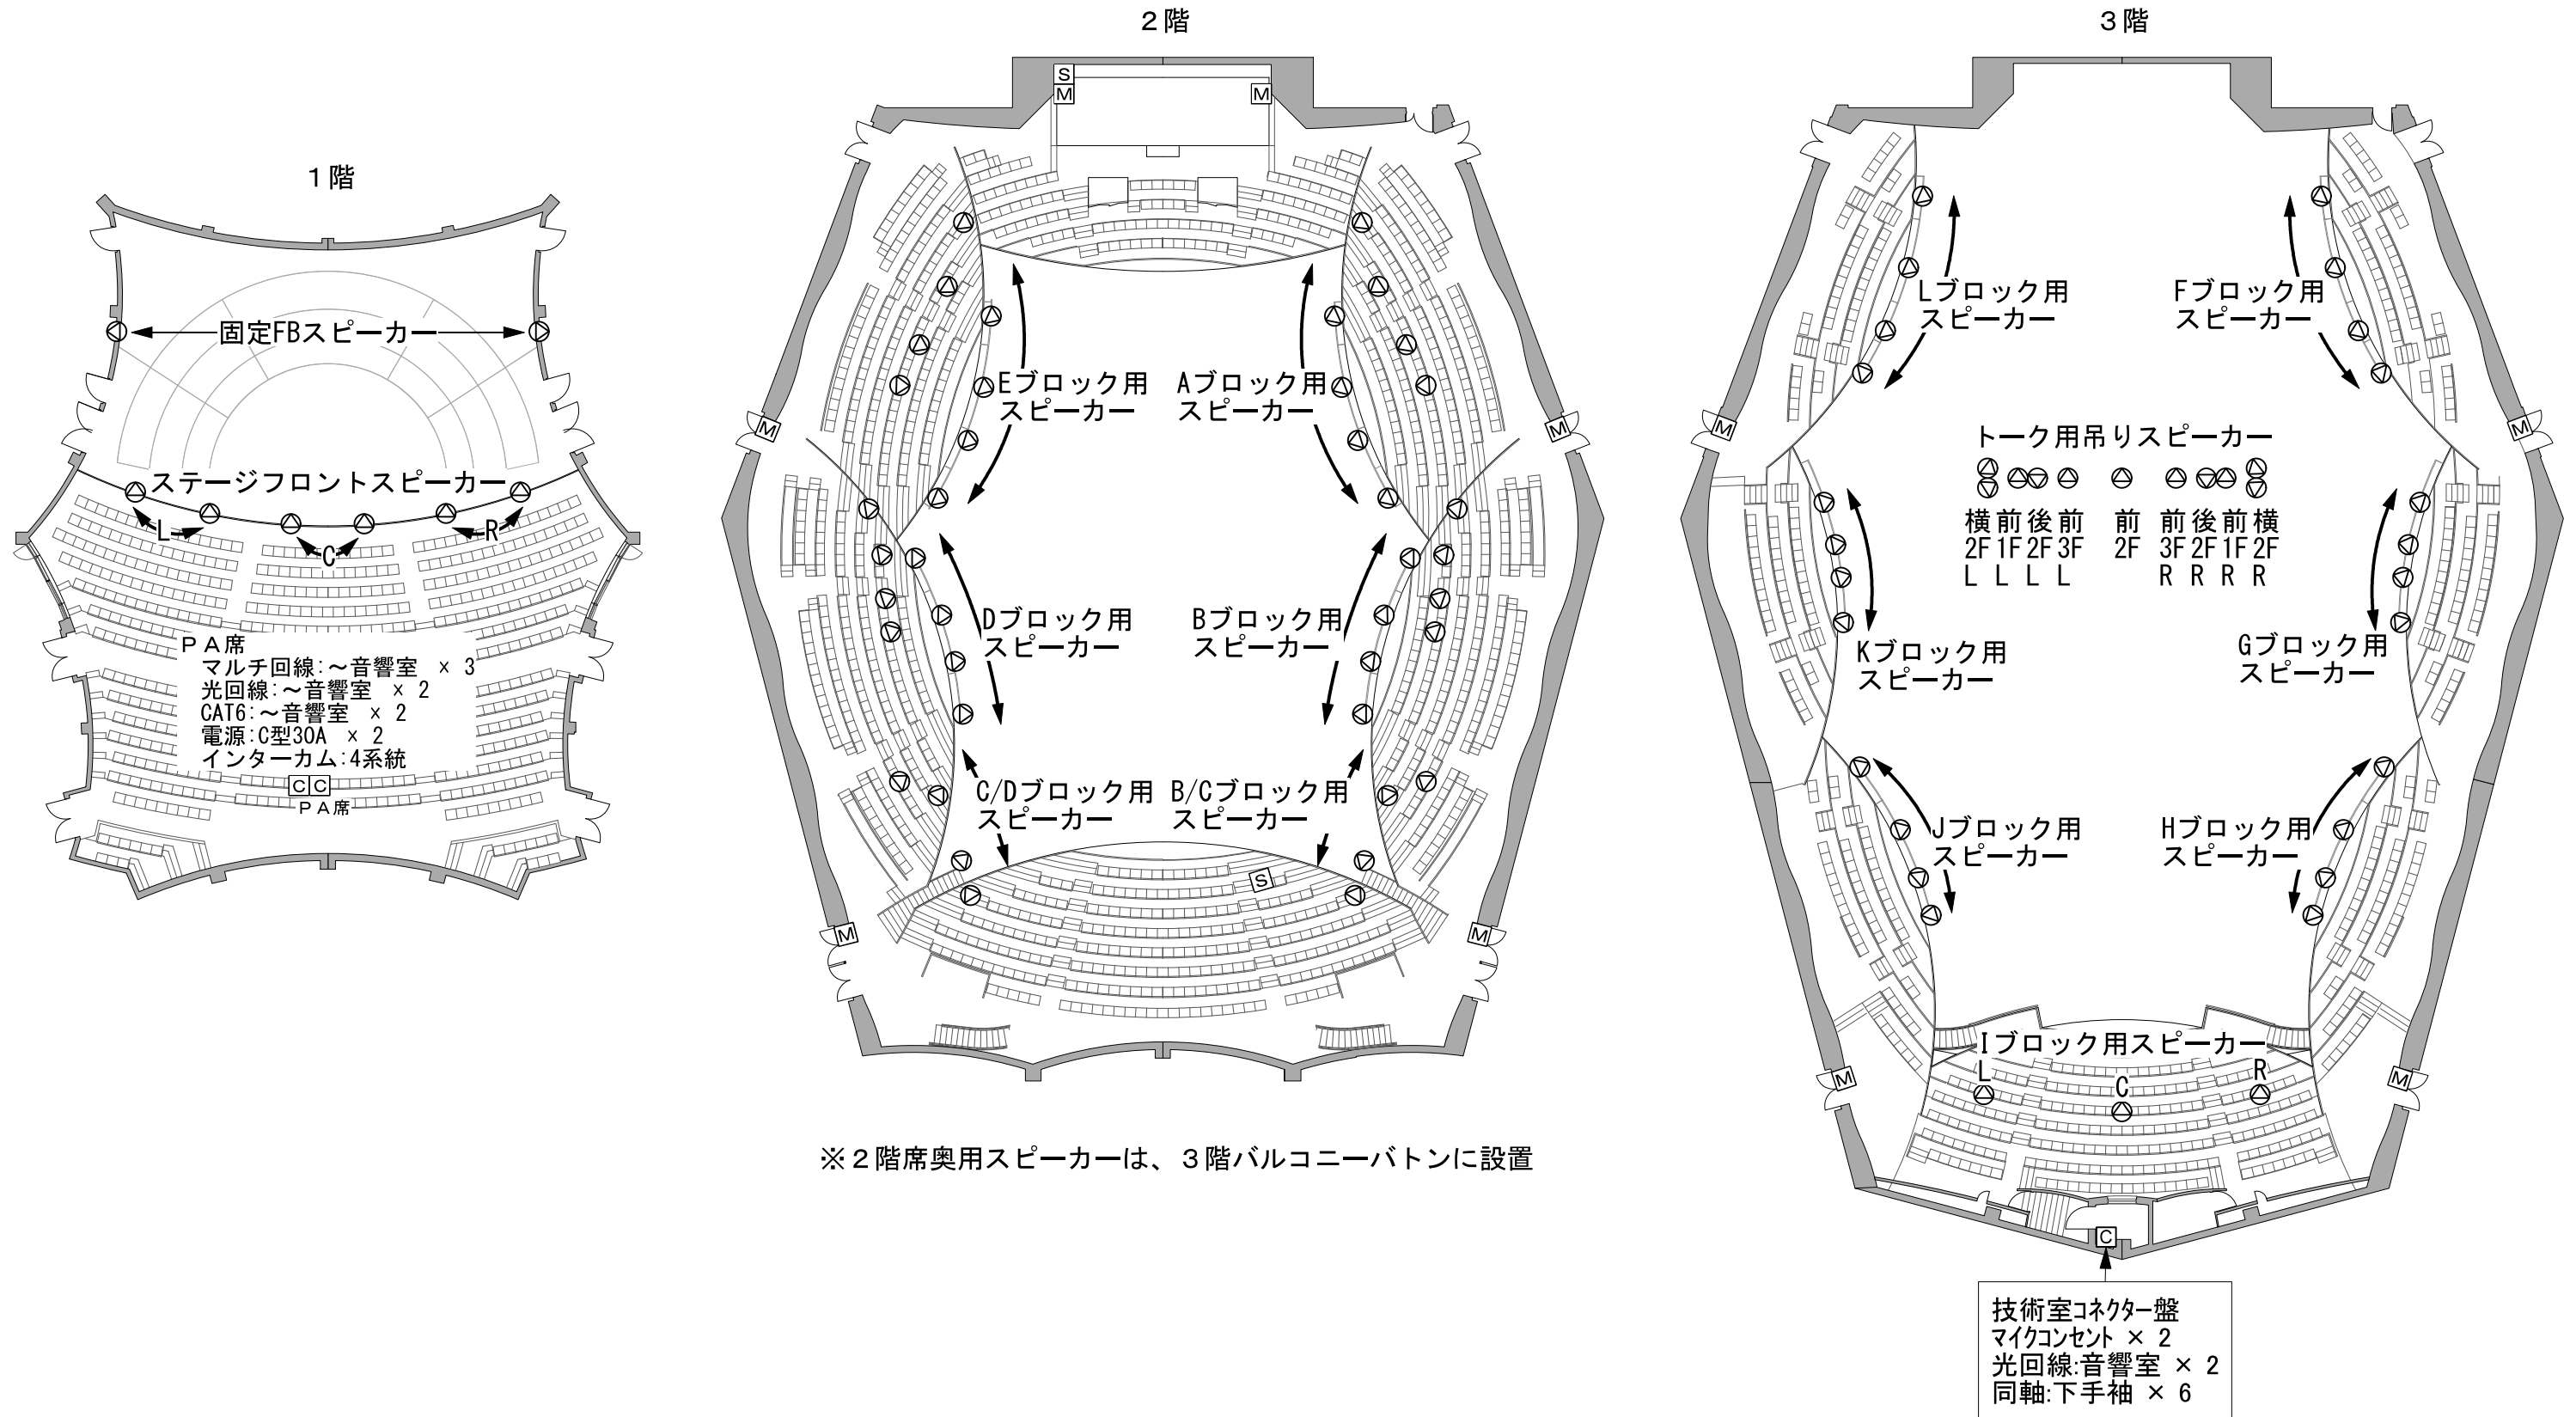 １階
固定FBスピーカー
ステージフロントスピーカー
L
C
R
ＰＡ席
マルチ回線:～音響室 × 3
光回線:～音響室 × 2
CAT6:～音響室 × 2
電源:C型30A × 2
インターカム:4系統
C C
ＰＡ席
２階
S
M
M
Eブロック用
スピーカー
Aブロック用
スピーカー
M
M
Dブロック用
スピーカー
Bブロック用
スピーカー
C/Dブロック用
スピーカー
B/Cブロック用
スピーカー
S
M
M
※２階席奥用スピーカーは、３階バルコニーバトンに設置
３階
Lブロック用
スピーカー
Fブロック用
スピーカー
M
M
トーク用吊りスピーカー
横 前 後 前 前 前 後 前 横
2F 1F 2F 3F 2F 3F 2F 1F 2F
L L L L R R R R
Kブロック用
スピーカー
Gブロック用
スピーカー
Jブロック用
スピーカー
Hブロック用
スピーカー
Iブロック用スピーカー
L
C
R
M
M
C
技術室ｺﾈｸﾀｰ盤
ﾏｲｸｺﾝｾﾝﾄ × 2
光回線:音響室 × 2
同軸:下手袖 × 6